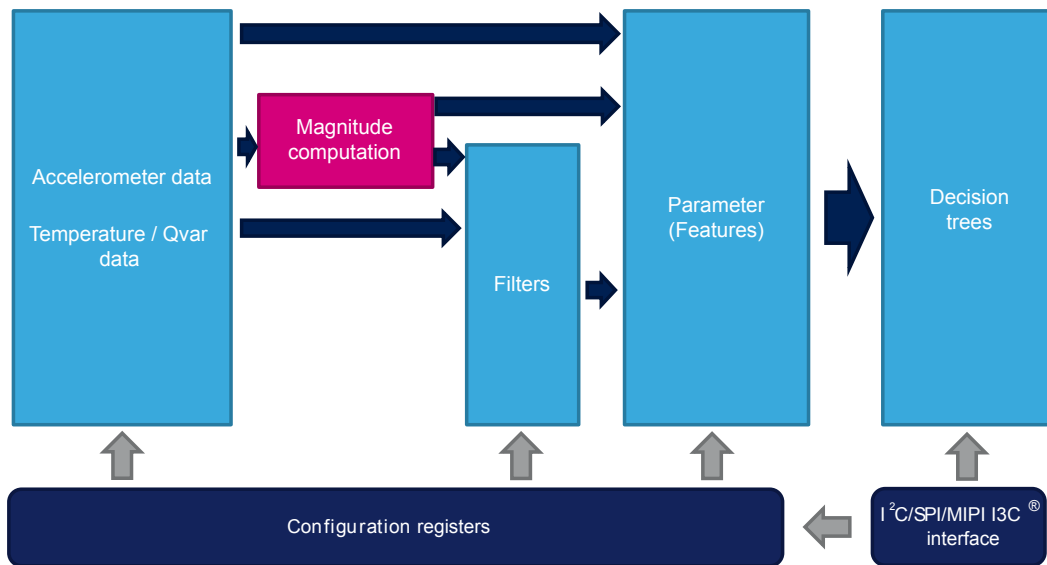 Accelerometer data
Temperature / Qvar
data
Magnitude
computation
Filters
Parameter
(Features)
Decision
trees
Configuration registers
I²C/SPI/MIPI I3C®
interface